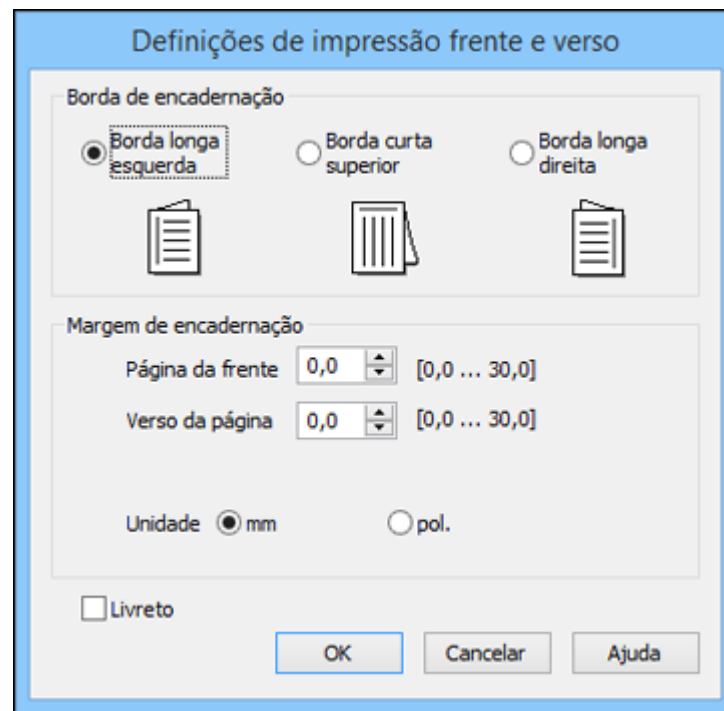 Definições de impressão frente e verso
Borda de encadernação
Borda longa esquerda
Borda curta superior
Borda longa direita
Margem de encadernação
Página da frente 0,0 [0,0 ... 30,0]
Verso da página 0,0 [0,0 ... 30,0]
Unidade mm pol.
Livreto
OK Cancelar Ajuda